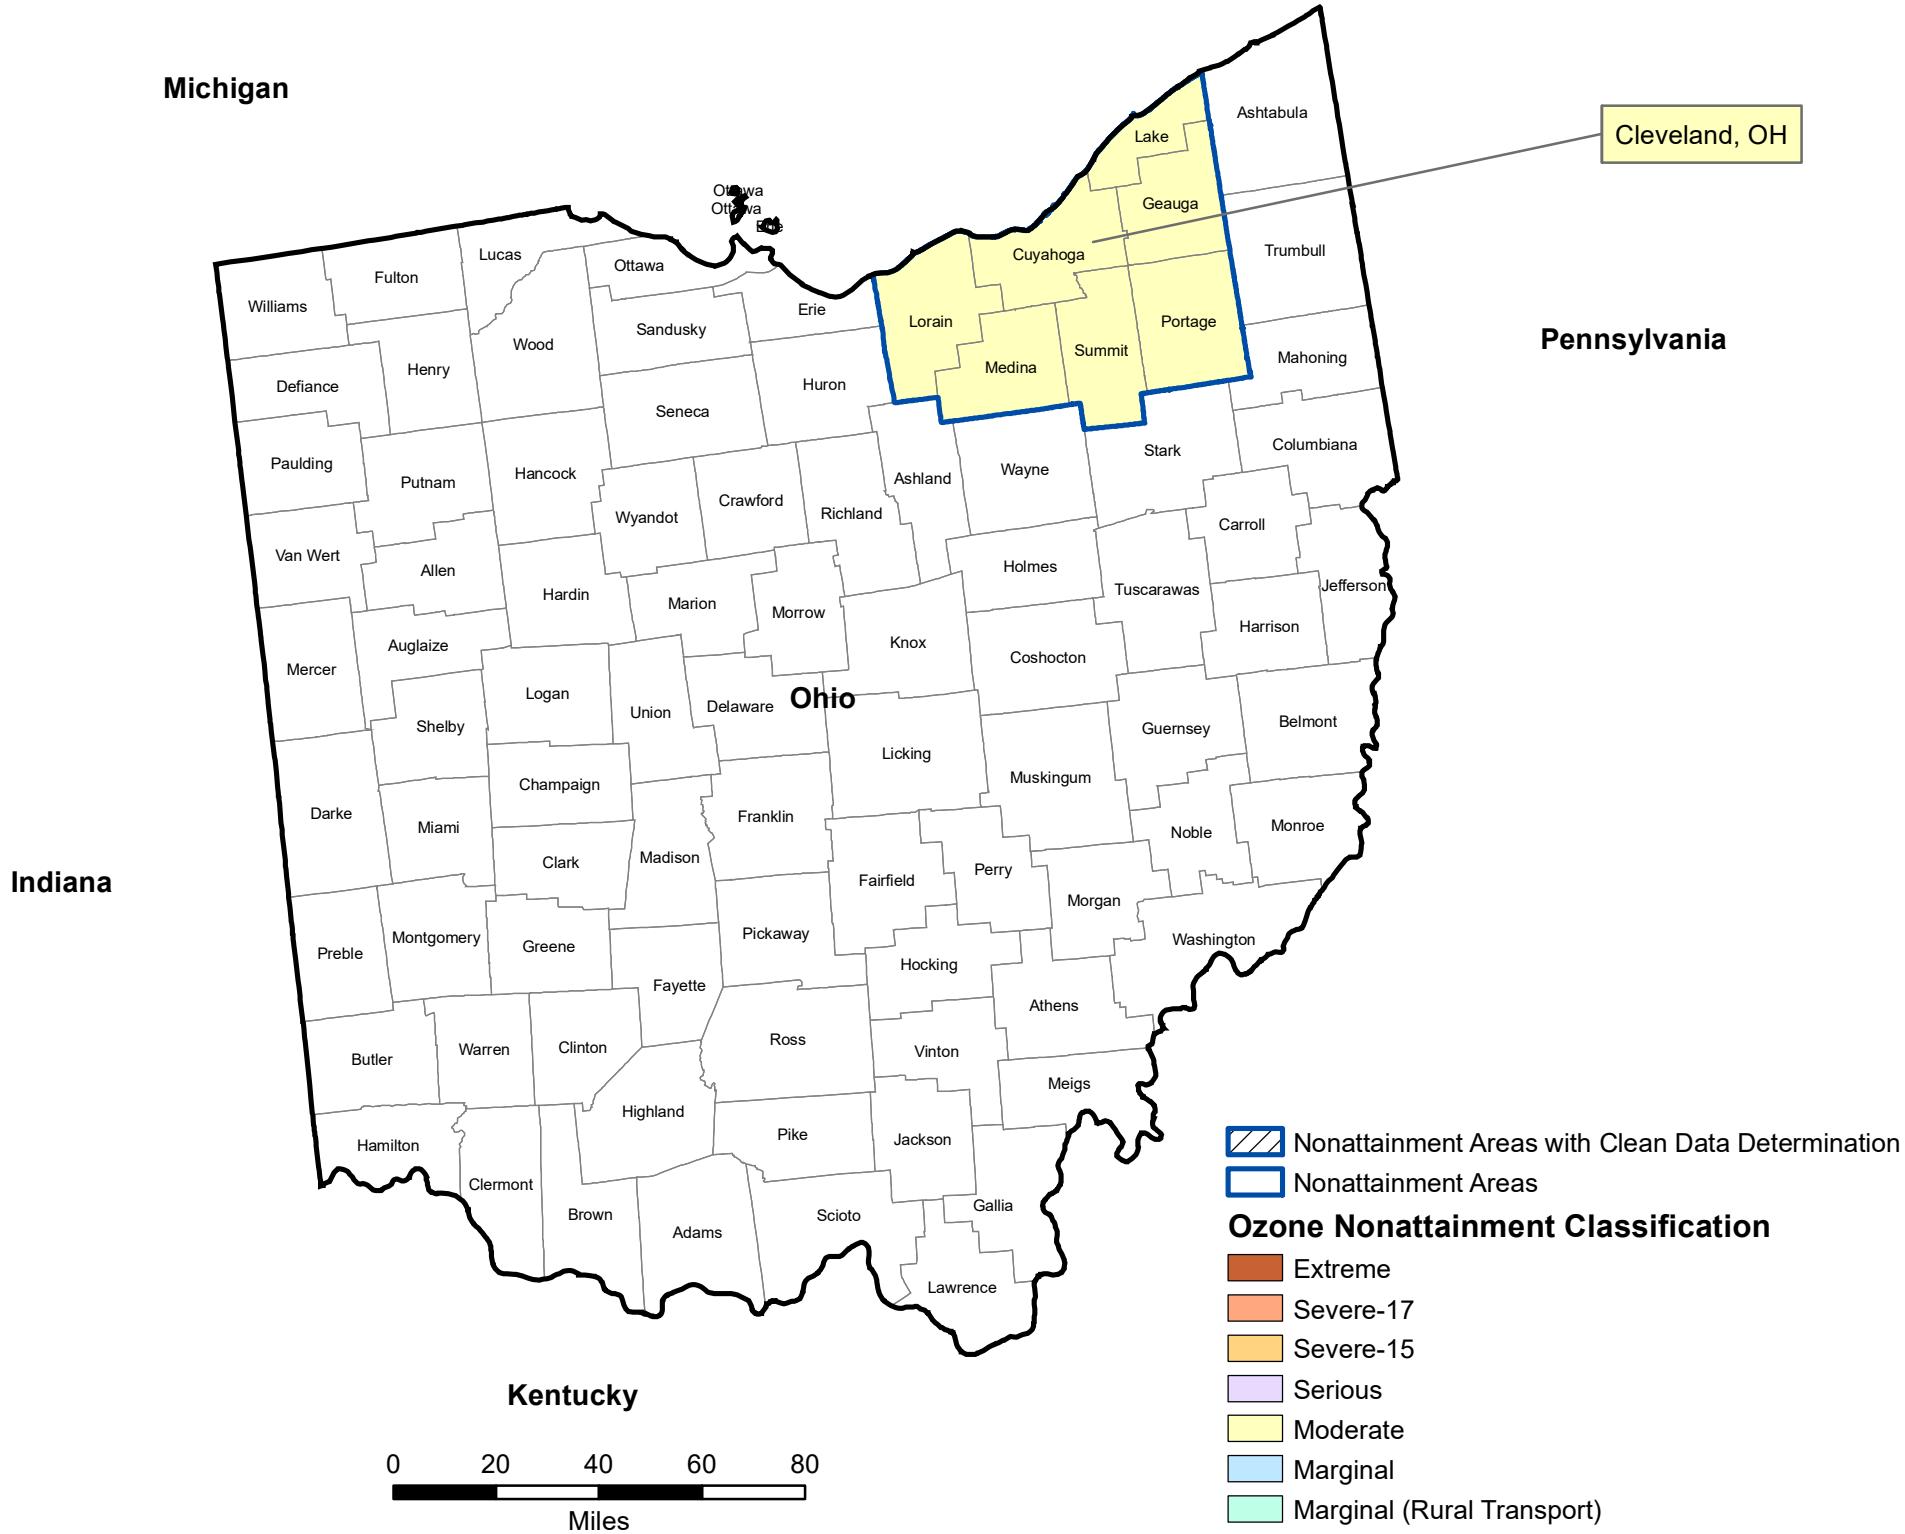 Michigan
Ashtabula
Cleveland, OH
Lake
Ottawa
Ottawa
Erie
Geauga
Lucas
Cuyahoga
Trumbull
Fulton
Ottawa
Williams
Erie
Lorain
Portage
Sandusky
Pennsylvania
Wood
Summit
Mahoning
Henry
Medina
Defiance
Huron
Seneca
Columbiana
Stark
Paulding
Wayne
Hancock
Ashland
Putnam
Crawford
Richland
Wyandot
Carroll
Van Wert
Holmes
Allen
Jefferson
Tuscarawas
Hardin
Marion
Morrow
Harrison
Knox
Auglaize
Coshocton
Mercer
Logan
Ohio
Delaware
Union
Belmont
Shelby
Guernsey
Licking
Muskingum
Champaign
Darke
Franklin
Monroe
Miami
Noble
Madison
Clark
Perry
Indiana
Fairfield
Morgan
Pickaway
Montgomery
Washington
Greene
Preble
Hocking
Fayette
Athens
Ross
Clinton
Warren
Vinton
Butler
Meigs
Highland
Pike
Jackson
Hamilton
Nonattainment Areas with Clean Data Determination
Clermont
Nonattainment Areas
Gallia
Brown
Scioto
Adams
Ozone Nonattainment Classification
Extreme
Lawrence
Severe-17
Severe-15
Serious
Kentucky
Moderate
0 20 40 60 80
Marginal
Miles
Marginal (Rural Transport)